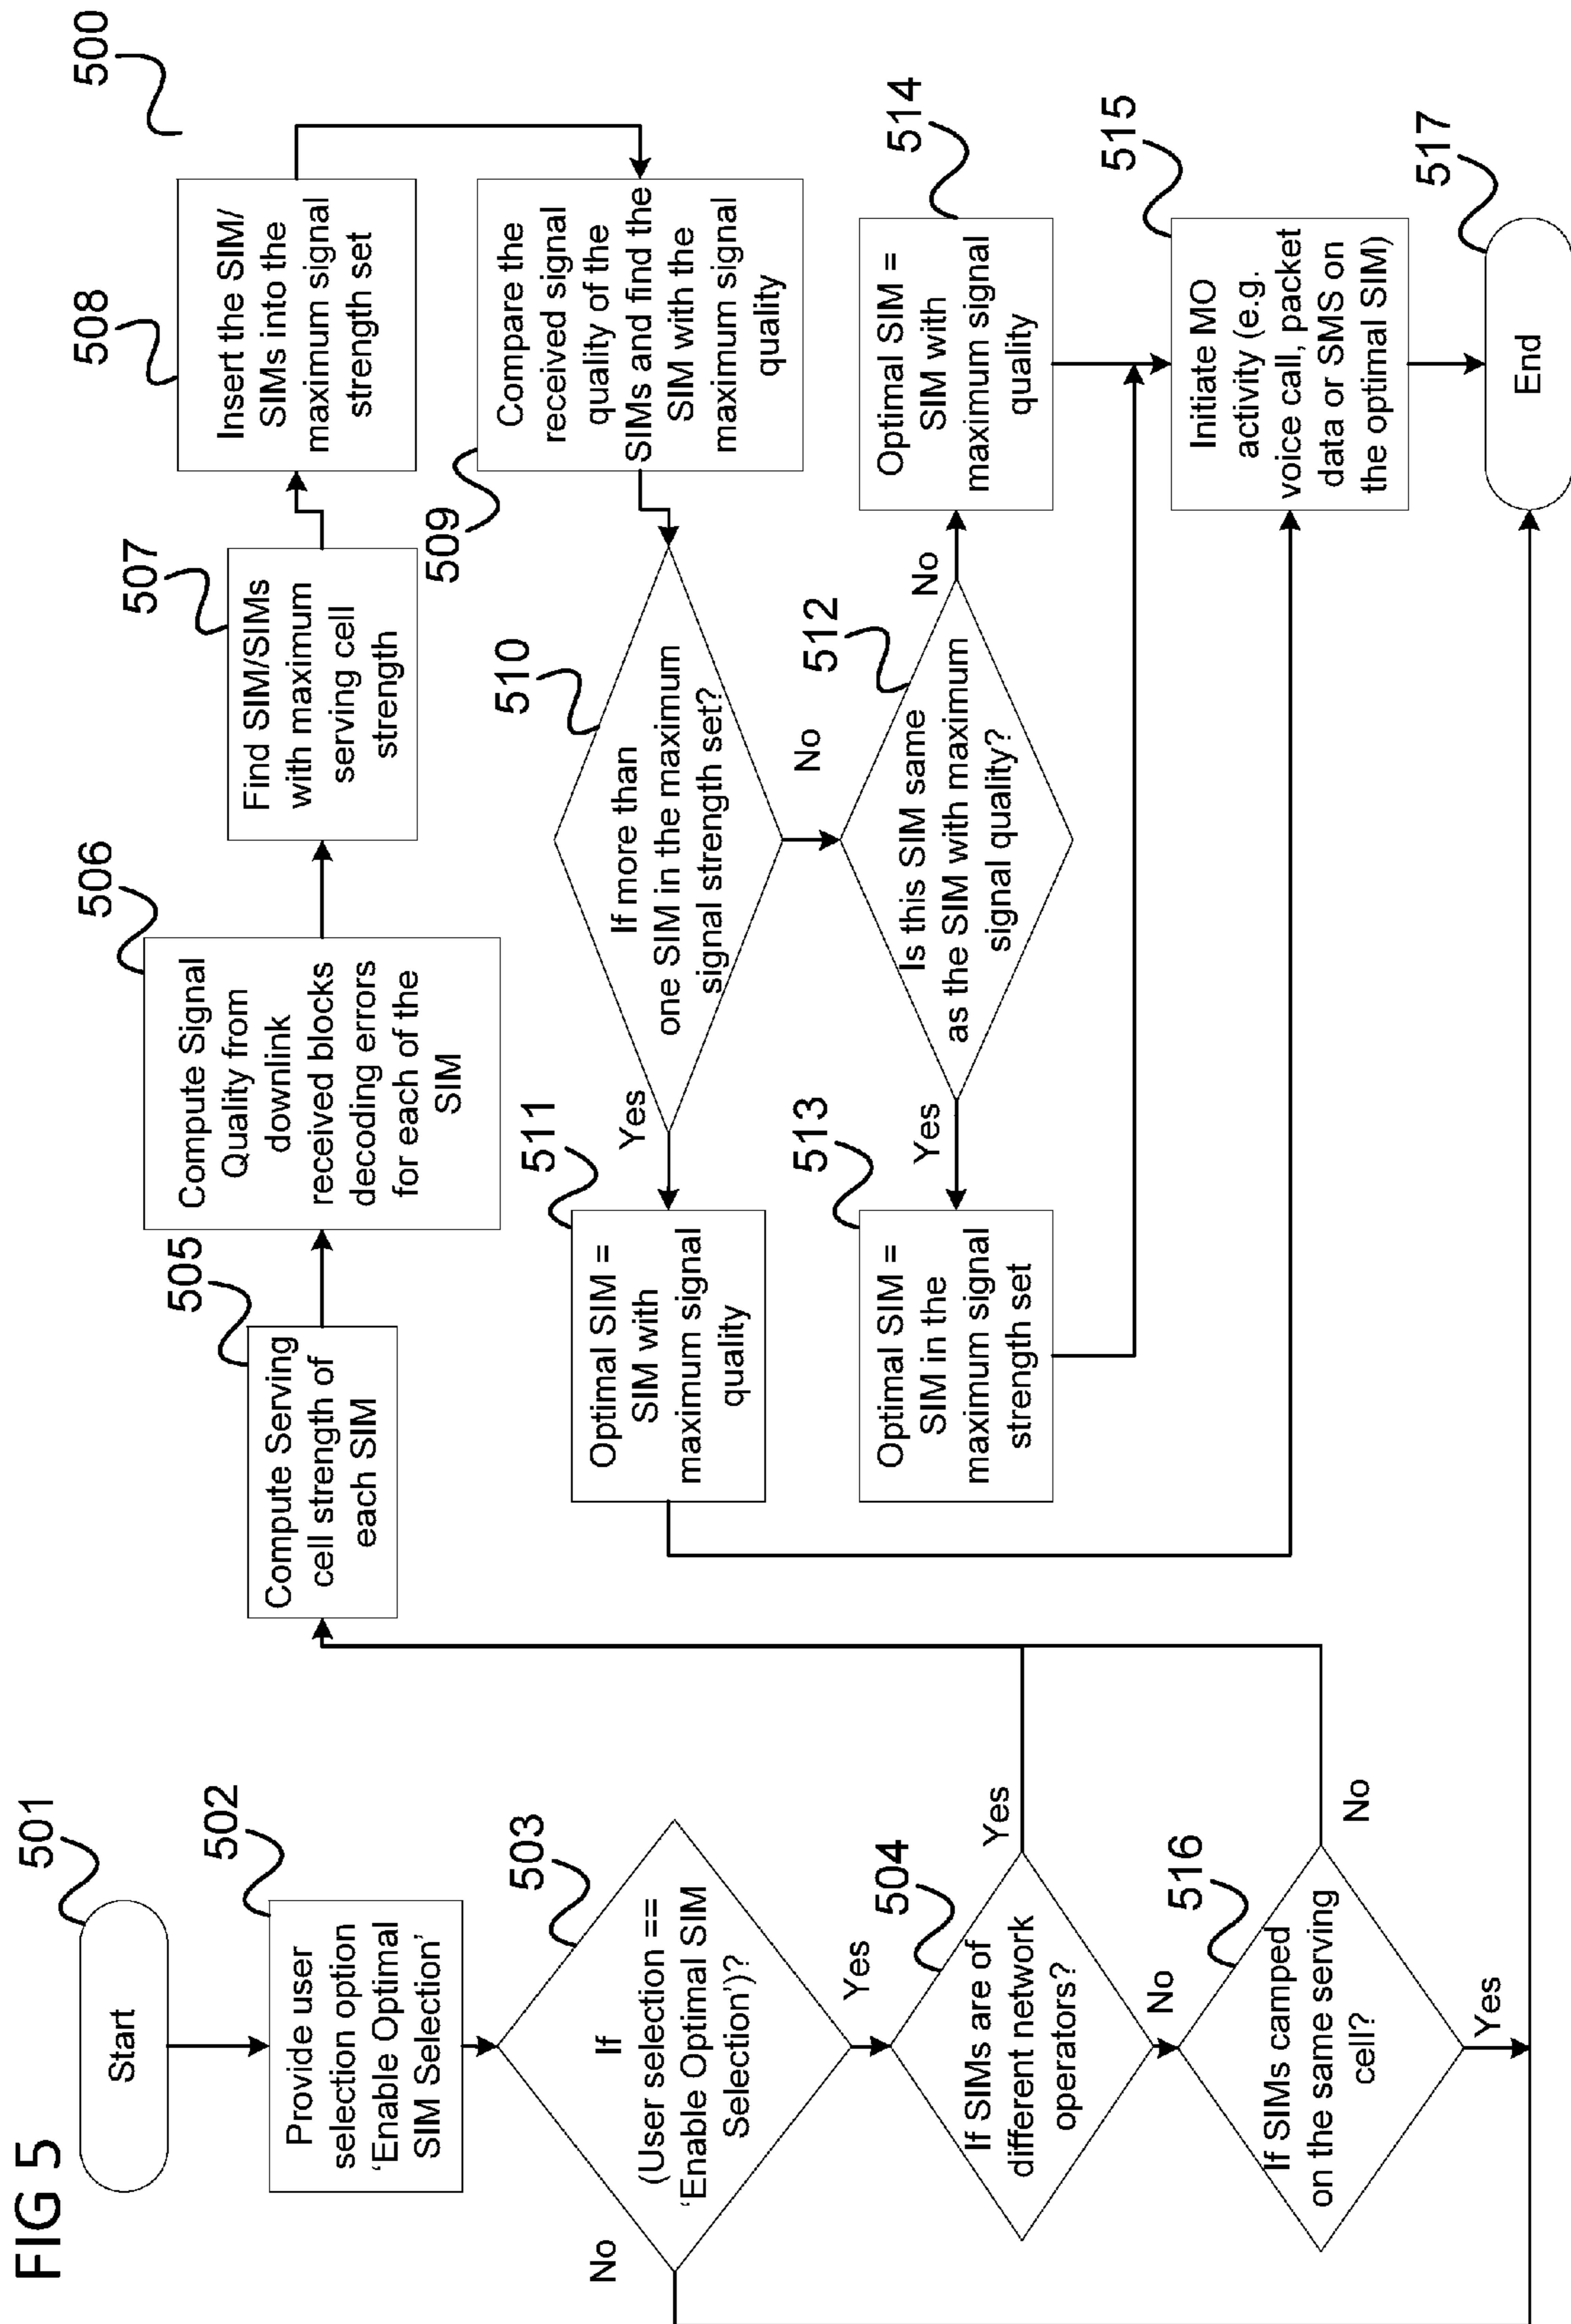 FIG 5
500
501
Start
502
Provide user
selection option
‘Enable Optimal
SIM Selection’
503
If
(User selection ==
‘Enable Optimal SIM
Selection’)?
No
Yes
504
If SIMs are of
different network
operators?
Yes
No
516
If SIMs camped
on the same serving
cell?
No
Yes
505
Compute Serving
cell strength of
each SIM
506
Compute Signal
Quality from
downlink
received blocks
decoding errors
for each of the
SIM
507
Find SIM/SIMs
with maximum
serving cell
strength
508
Insert the SIM/
SIMs into the
maximum signal
strength set
509
Compare the
received signal
quality of the
SIMs and find the
SIM with the
maximum signal
quality
510
If more than
one SIM in the maximum
signal strength set?
Yes
No
511
Optimal SIM =
SIM with
maximum signal
quality
512
Is this SIM same
as the SIM with maximum
signal quality?
Yes
No
513
Optimal SIM =
SIM in the
maximum signal
strength set
514
Optimal SIM =
SIM with
maximum signal
quality
515
Initiate MO
activity (e.g.
voice call, packet
data or SMS on
the optimal SIM)
517
End